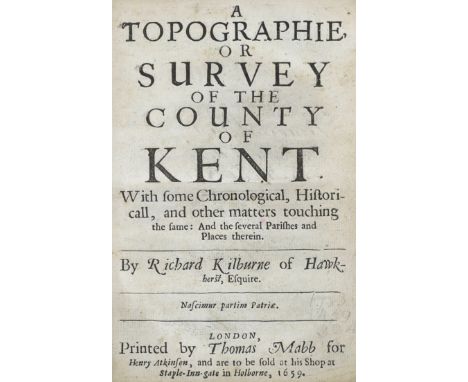 A
TOPOGRAPHIE,
OR
SURVEY
OF THE
COUNTY
OF
KENT.
With some Chronological, Histori-
call, and other matters touching
the same: And the several Parishes and
Places therein.
By Richard Kilburne of Hawk-
herst, Esquire.
Nascimur partim Patriæ.
LONDON,
Printed by Thomas Mabb for
Henry Atkinson, and are to be sold at his Shop at
Staple-Inn-gate in Holborne, 1659.